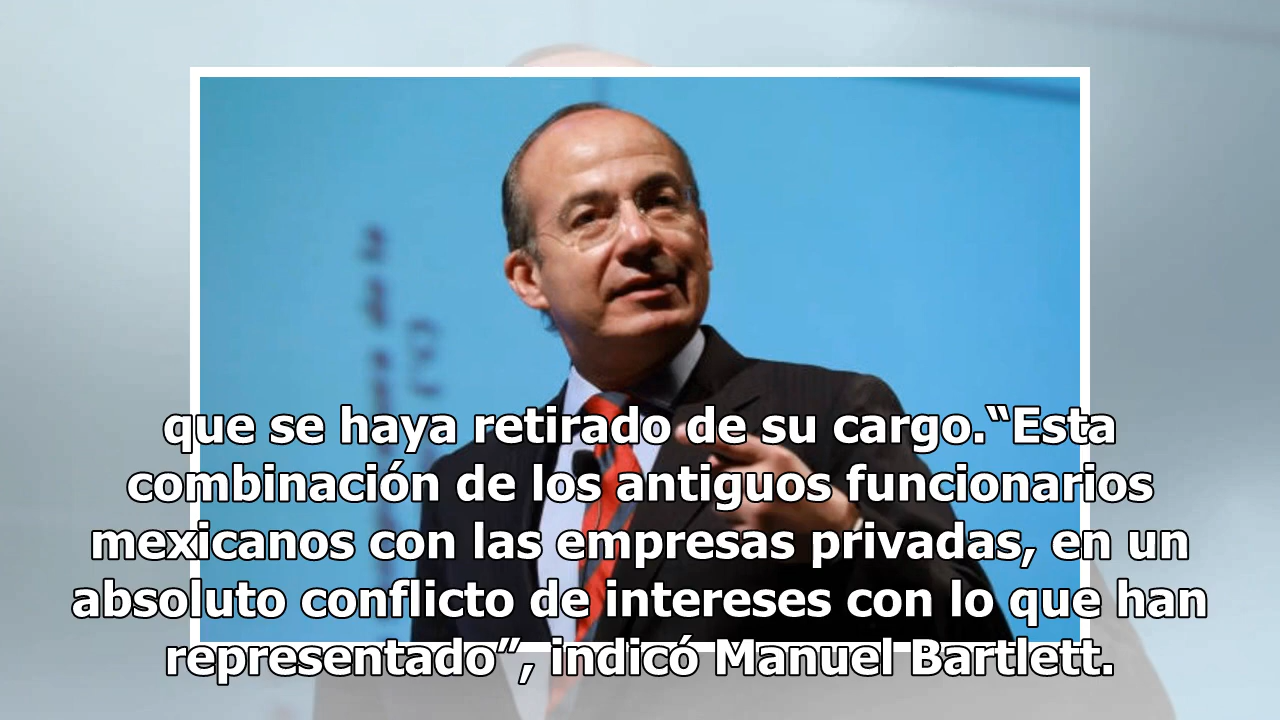 que se haya retirado de su cargo.“Esta
combinación de los antiguos funcionarios
mexicanos con las empresas privadas, en un
absoluto conflicto de intereses con lo que han
representado”, indicó Manuel Bartlett.